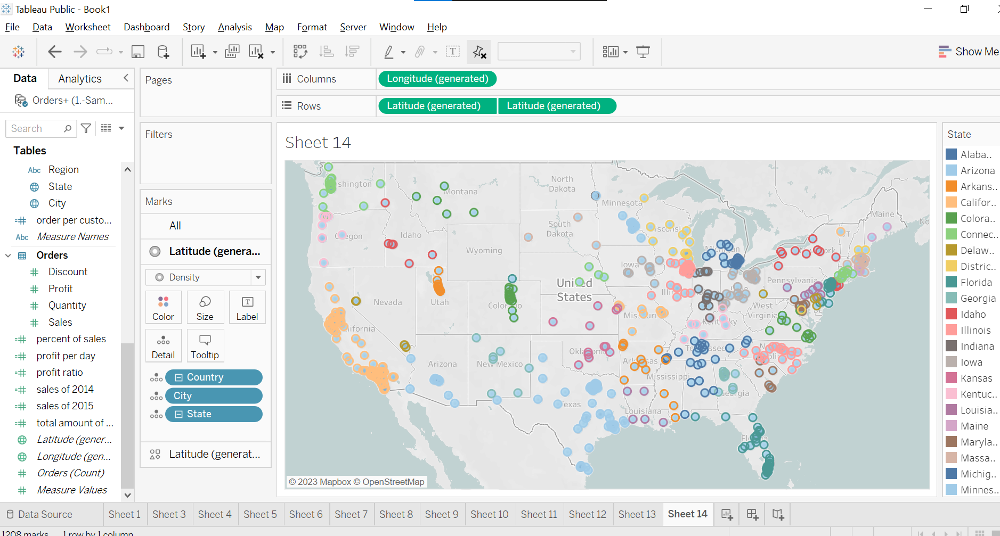 Tableau Public - Book1
File Data Worksheet Dashboard Story Analysis Map Format Server Window Help
Show Me
Data Analytics
Orders+ (1.-Sam...
Search
Tables
Abc Region
State
City
order per custo...
Abc Measure Names
Orders
Discount
Profit
Quantity
Sales
percent of sales
profit per day
profit ratio
sales of 2014
sales of 2015
total amount of ...
Latitude (gener...
Longitude (gen...
Orders (Count)
Measure Values
Pages
Filters
Marks
All
Latitude (genera...
Density
Color Size Label
Detail Tooltip
Country
City
State
Latitude (generat...
Columns Longitude (generated)
Rows Latitude (generated) Latitude (generated)
Sheet 14
shington
Montana
North
Dakota
Minnesota
Maine
No
egon
Idaho
South
Dakota
Wyoming
Iowa
Pennsylvania
United
States
Nevada
Utah
West
Virginia
lifornia
Arizona
New Mexico
Mississippi
Georgia
Texas
Louisiana
© 2023 Mapbox © OpenStreetMap
State
Alaba..
Arizona
Arkans..
Califor..
Colora..
Connec..
Delaw..
Distric..
Florida
Georgia
Idaho
Illinois
Indiana
Iowa
Kansas
Kentuc..
Louisia..
Maine
Maryla..
Massa..
Michig..
Minnes..
Data Source Sheet 1 Sheet 3 Sheet 4 Sheet 5 Sheet 6 Sheet 7 Sheet 8 Sheet 9 Sheet 10 Sheet 11 Sheet 12 Sheet 13 Sheet 14
1208 marks 1 row by 1 column